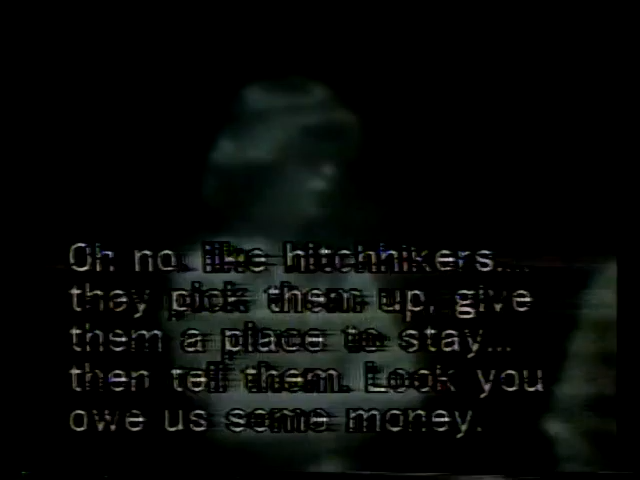 Oh no. like hitchhikers....
they pick them up, give
them a place to stay...
then tell them. Look you
owe us some money.